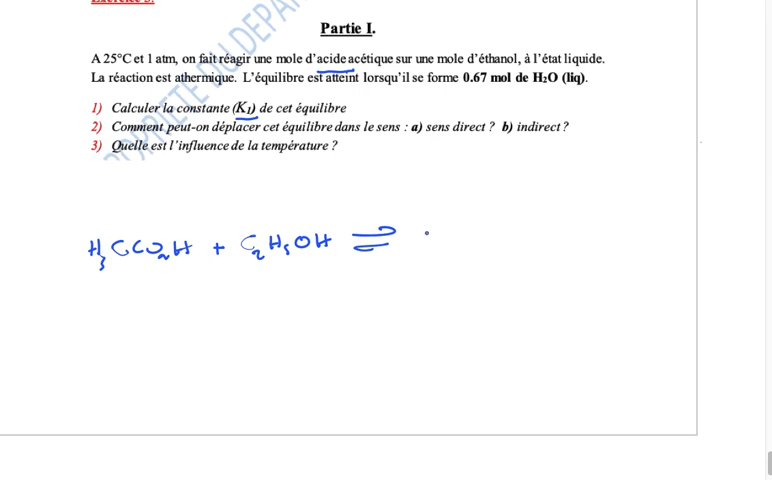 Partie I.
A 25°C et 1 atm, on fait réagir une mole d'acide acétique sur une mole d'éthanol, à l'état liquide.
La réaction est athermique. L'équilibre est atteint lorsqu'il se forme 0.67 mol de H₂O (liq).
1) Calculer la constante (K₁) de cet équilibre
2) Comment peut-on déplacer cet équilibre dans le sens : a) sens direct ? b) indirect ?
3) Quelle est l'influence de la température ?
H₃CCO₂H + C₂H₅OH ⇌